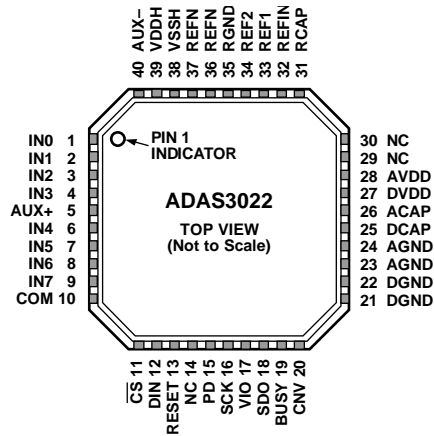 40 AUX–
39 VDDH
38 VSSH
37 REFN
36 REFN
35 RGND
34 REF2
33 REF1
32 REFIN
31 RCAP
IN0 1
IN1 2
IN2 3
IN3 4
AUX+ 5
IN4 6
IN5 7
IN6 8
IN7 9
COM 10
PIN 1
INDICATOR
ADAS3022
TOP VIEW
(Not to Scale)
30 NC
29 NC
28 AVDD
27 DVDD
26 ACAP
25 DCAP
24 AGND
23 AGND
22 DGND
21 DGND
C̅S̅ 11
DIN 12
RESET 13
NC 14
PD 15
SCK 16
VIO 17
SDO 18
BUSY 19
CNV 20